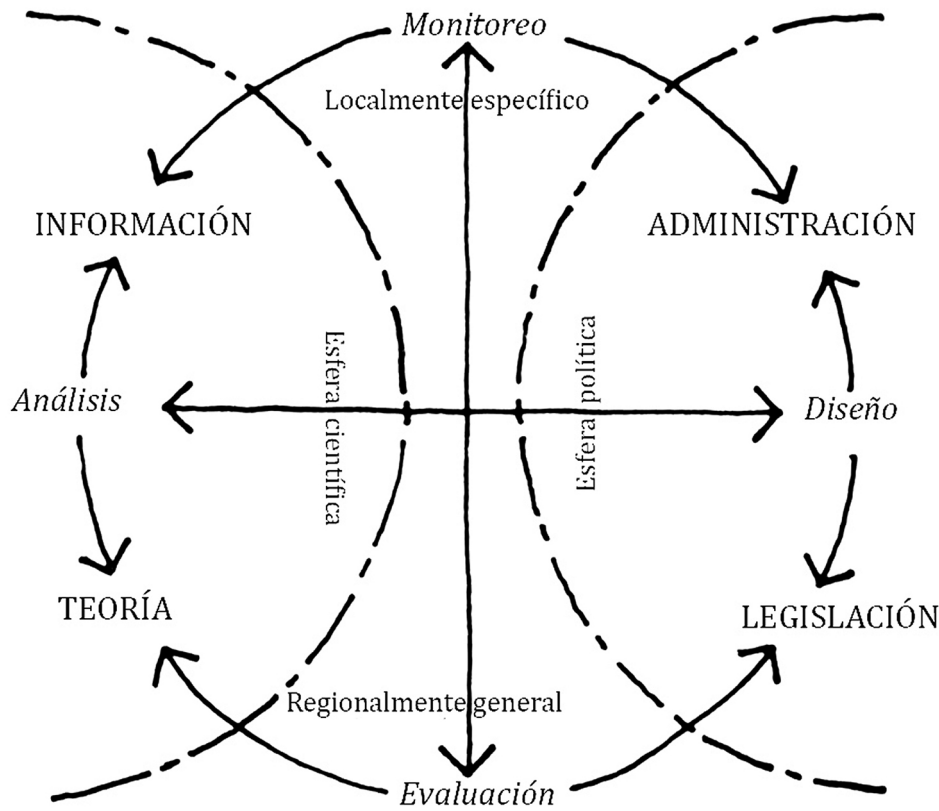 Monitoreo
Localmente específico
INFORMACIÓN
ADMINISTRACIÓN
Esfera científica
Esfera política
Análisis
Diseño
TEORÍA
LEGISLACIÓN
Regionalmente general
Evaluación